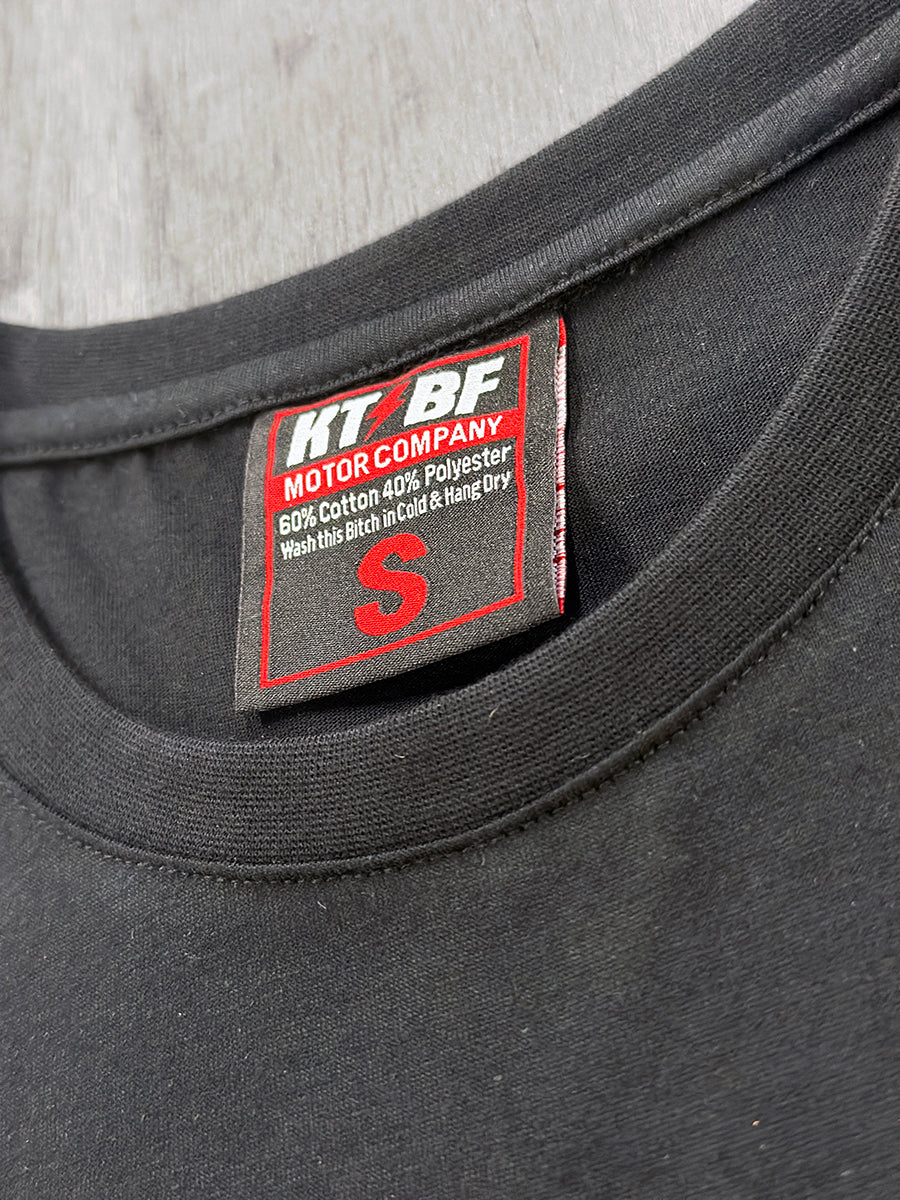 KT⚡BF
MOTOR COMPANY
60% Cotton 40% Polyester
Wash this Bitch in Cold & Hang Dry
S